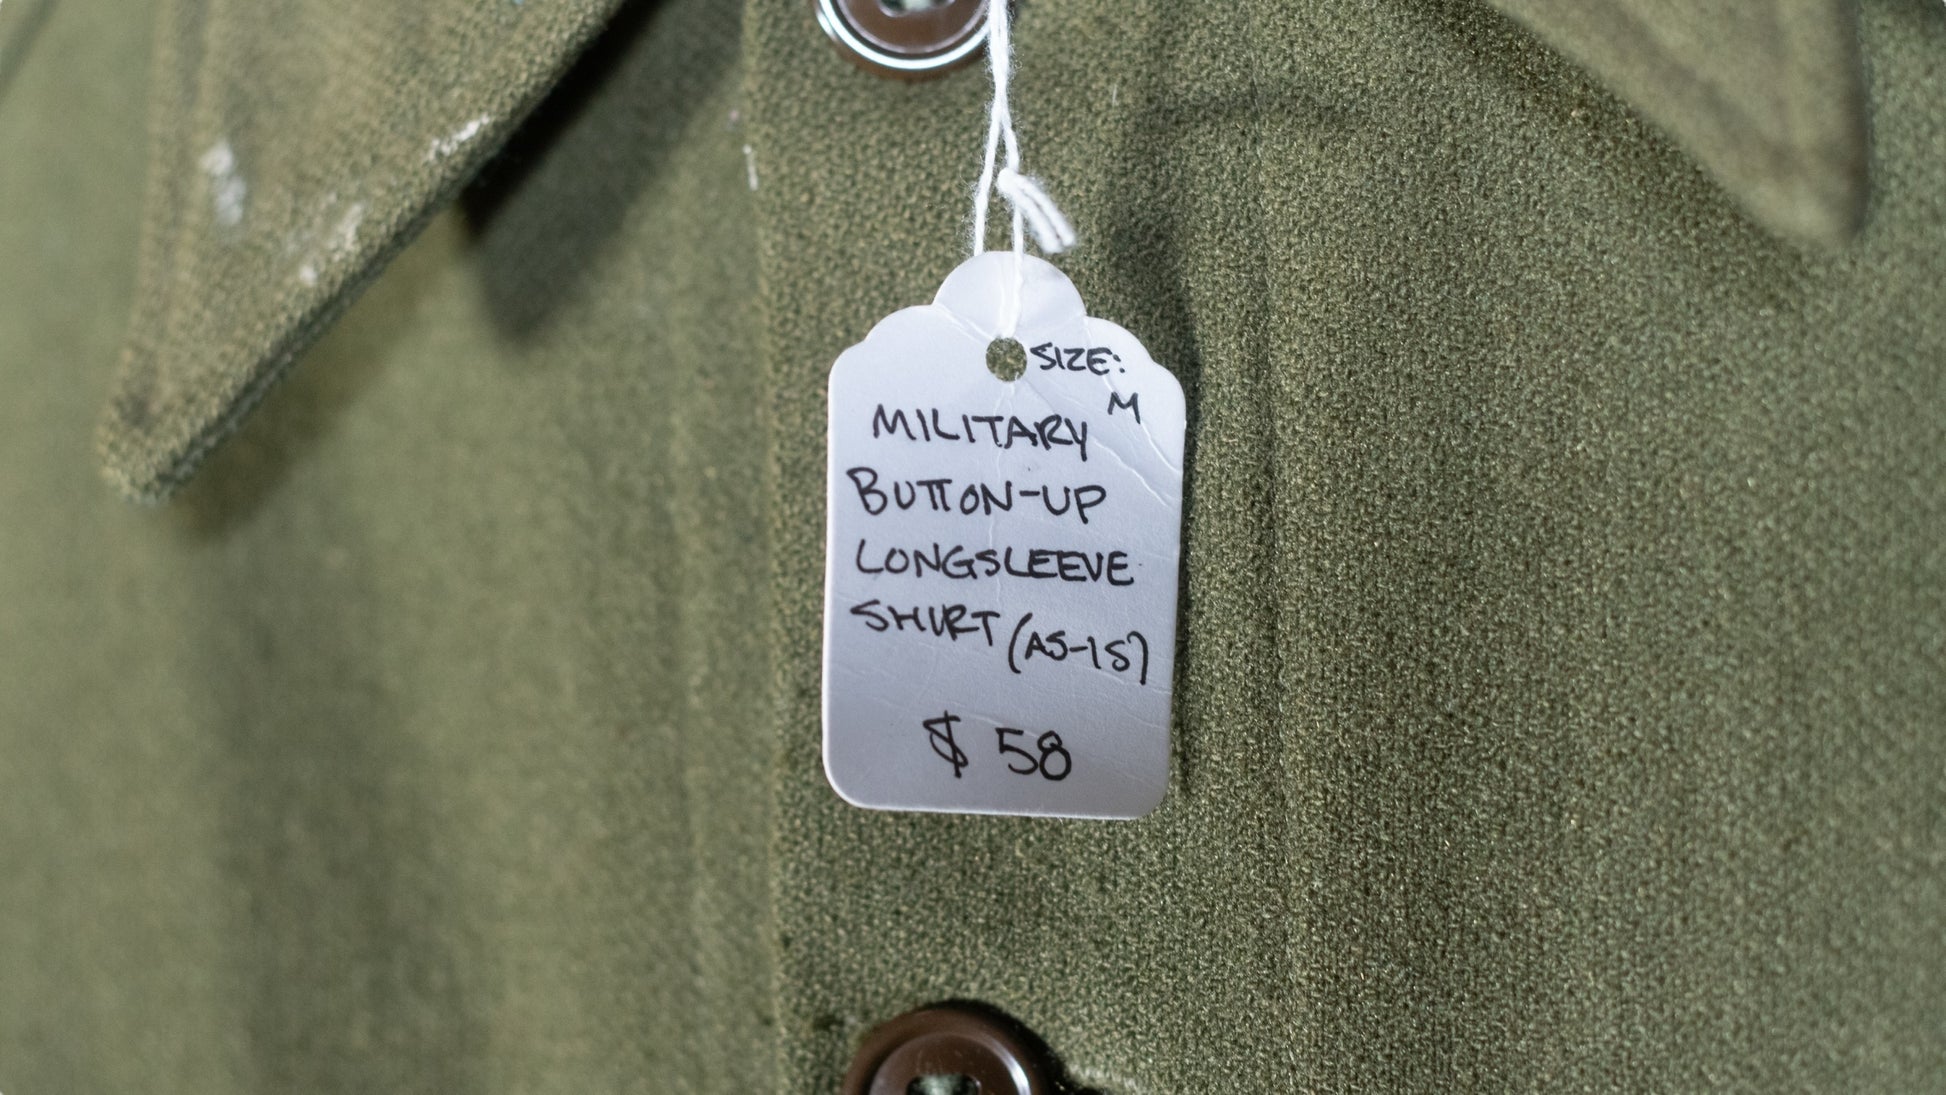 SIZE:
M
MILITARY
BUTTON-UP
LONGSLEEVE
SHIRT (AS-IS)
$ 58